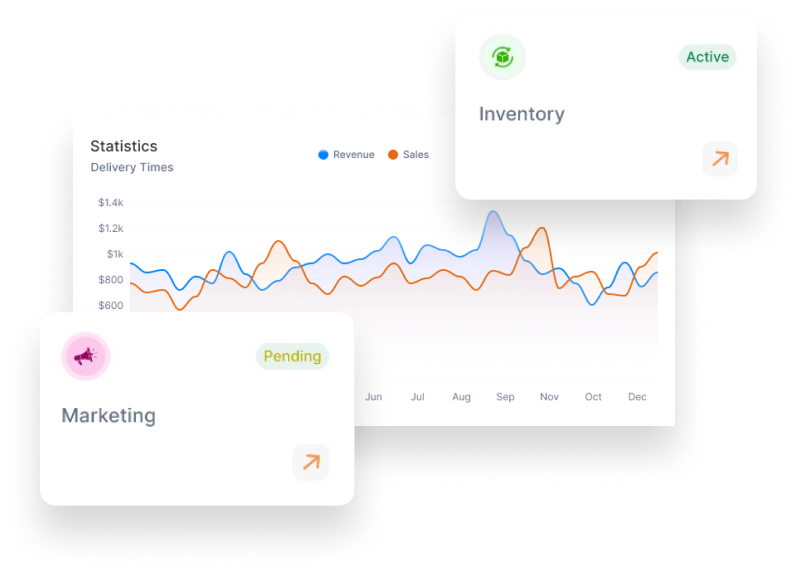 Active
Inventory
Statistics
Delivery Times
Revenue
Sales
$1.4k
$1.2k
$1k
$800
$600
Jun Jul Aug Sep Nov Oct Dec
Pending
Marketing